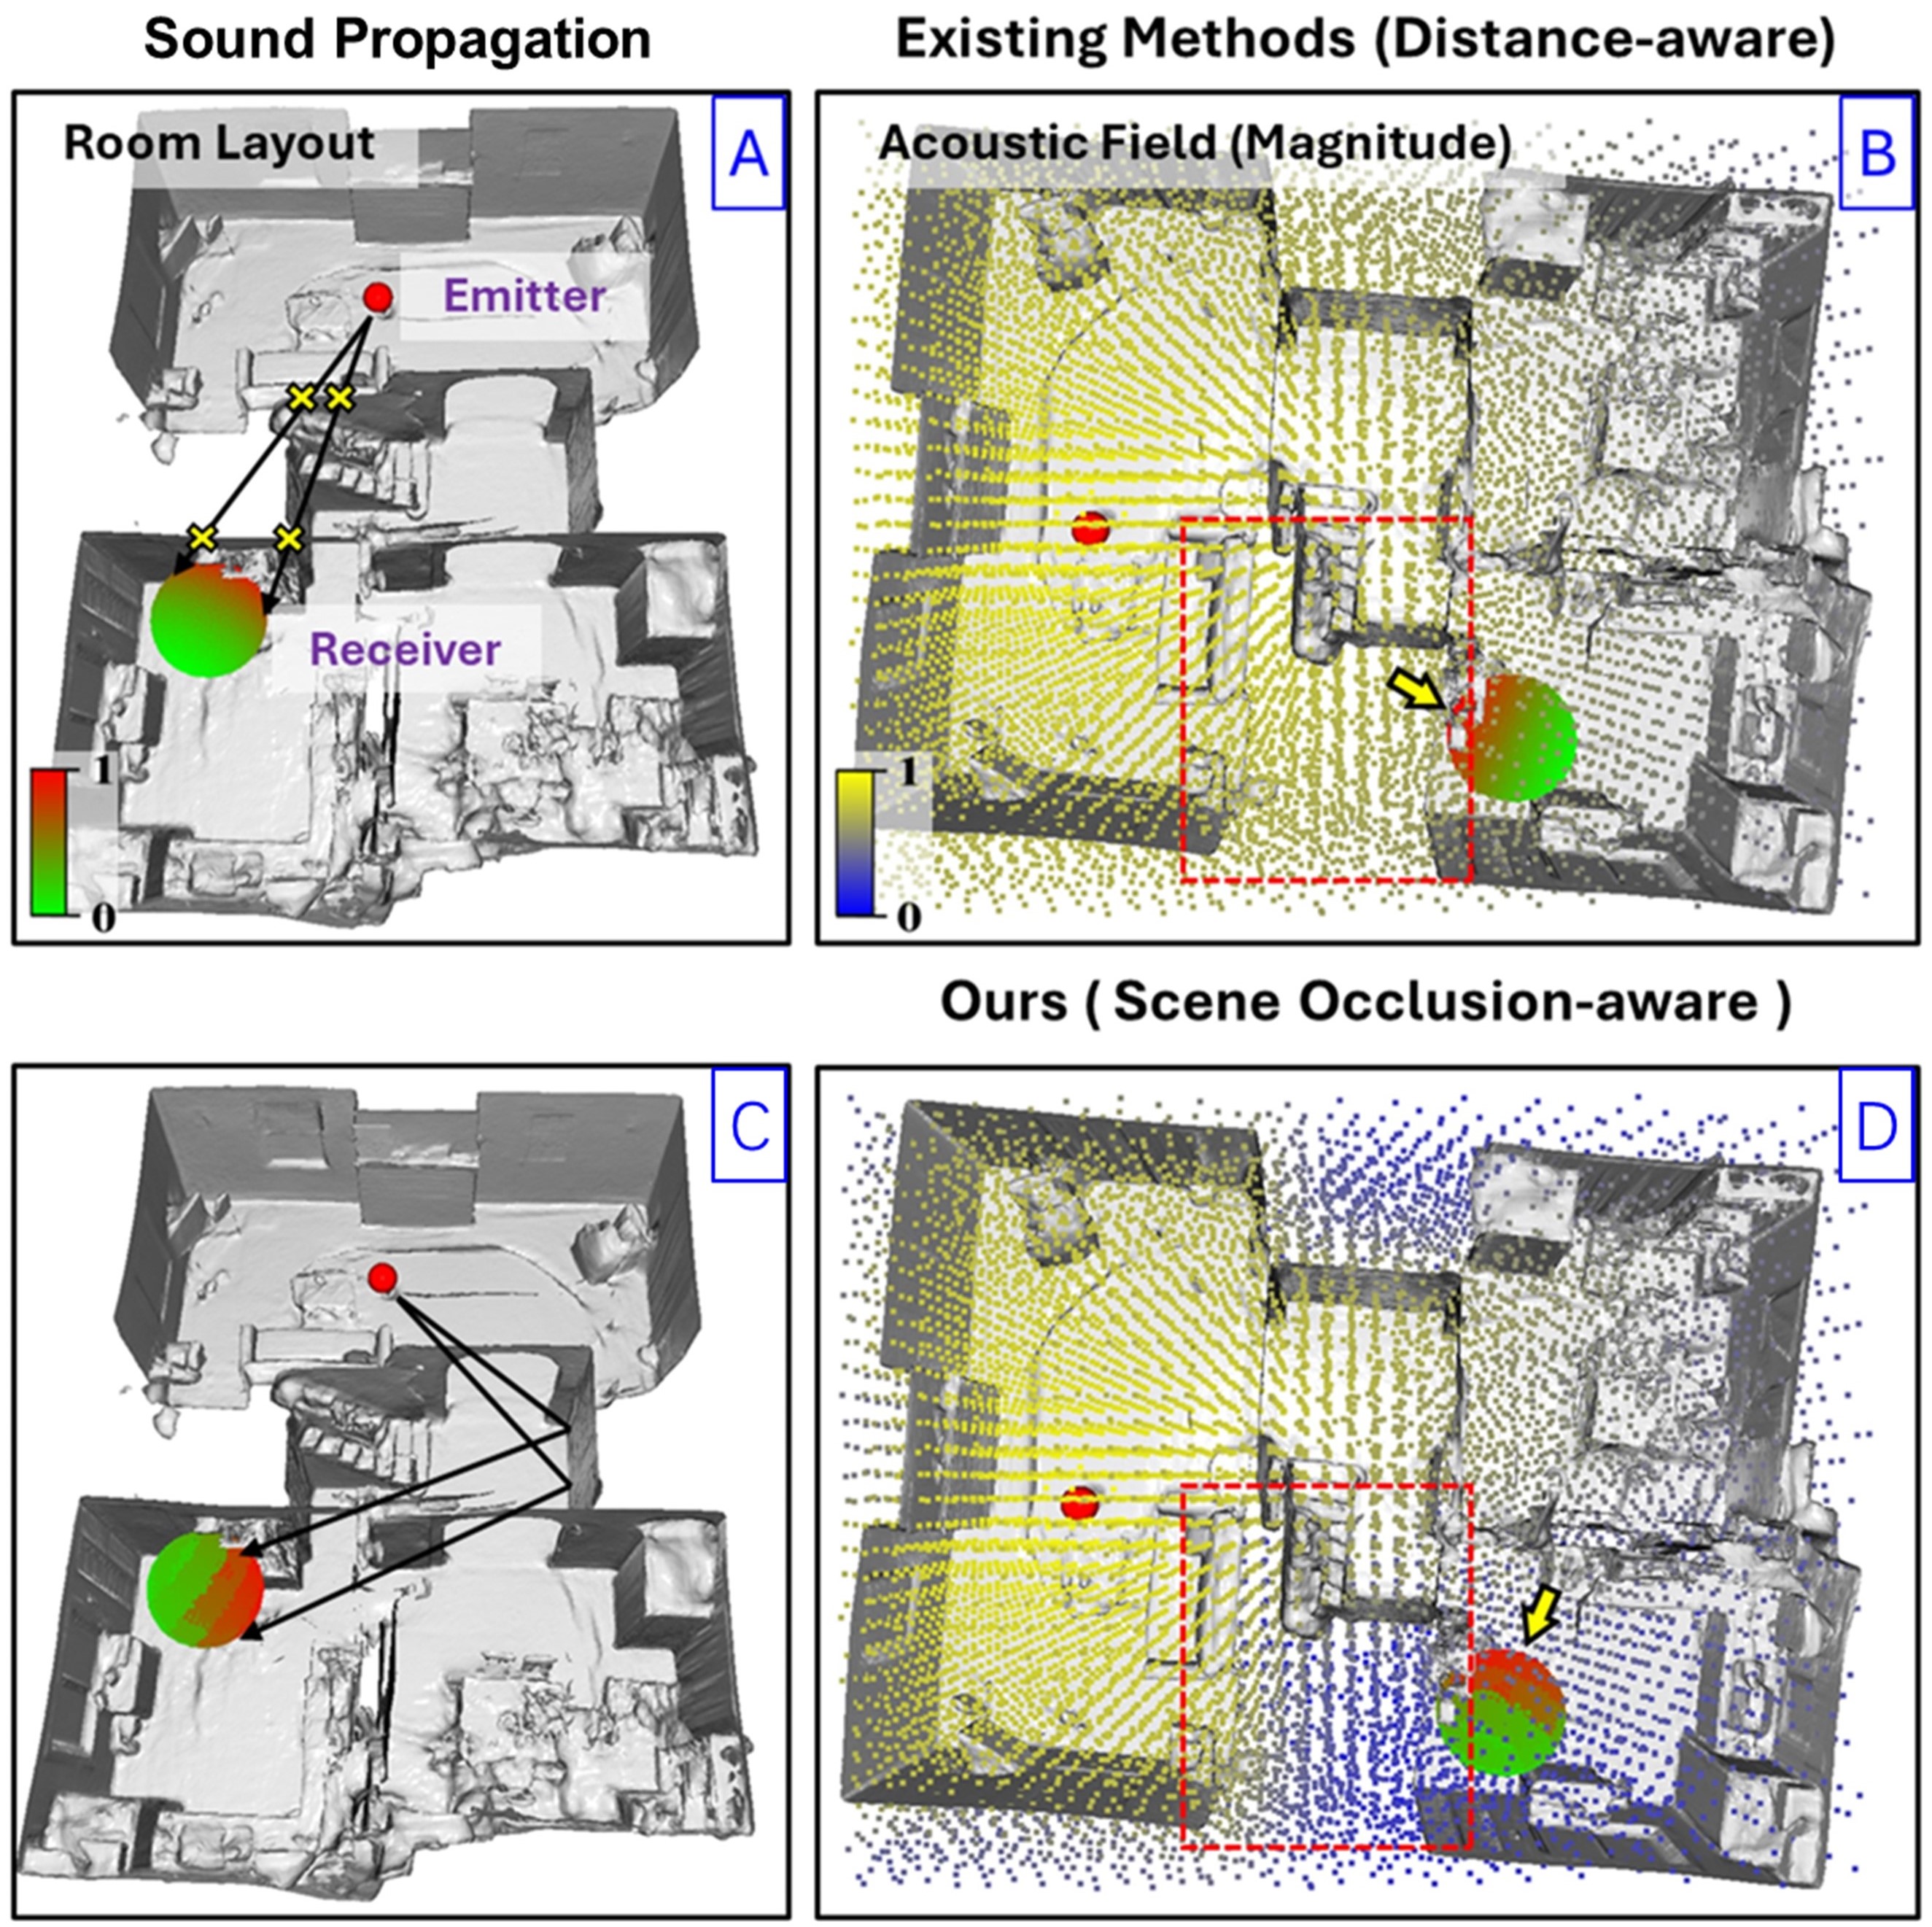 Sound Propagation
Existing Methods (Distance-aware)
Room Layout
A
Emitter
Receiver
1
0
Acoustic Field (Magnitude)
B
1
0
Ours ( Scene Occlusion-aware )
C
D